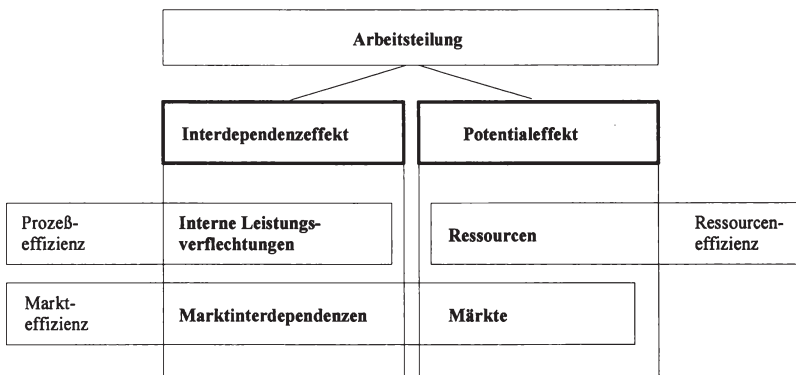 Arbeitsteilung
Interdependenzeffekt
Potentialeffekt
Prozeß-
effizienz
Interne Leistungs-
verflechtungen
Ressourcen
Ressourcen-
effizienz
Markt-
effizienz
Marktinterdependenzen
Märkte